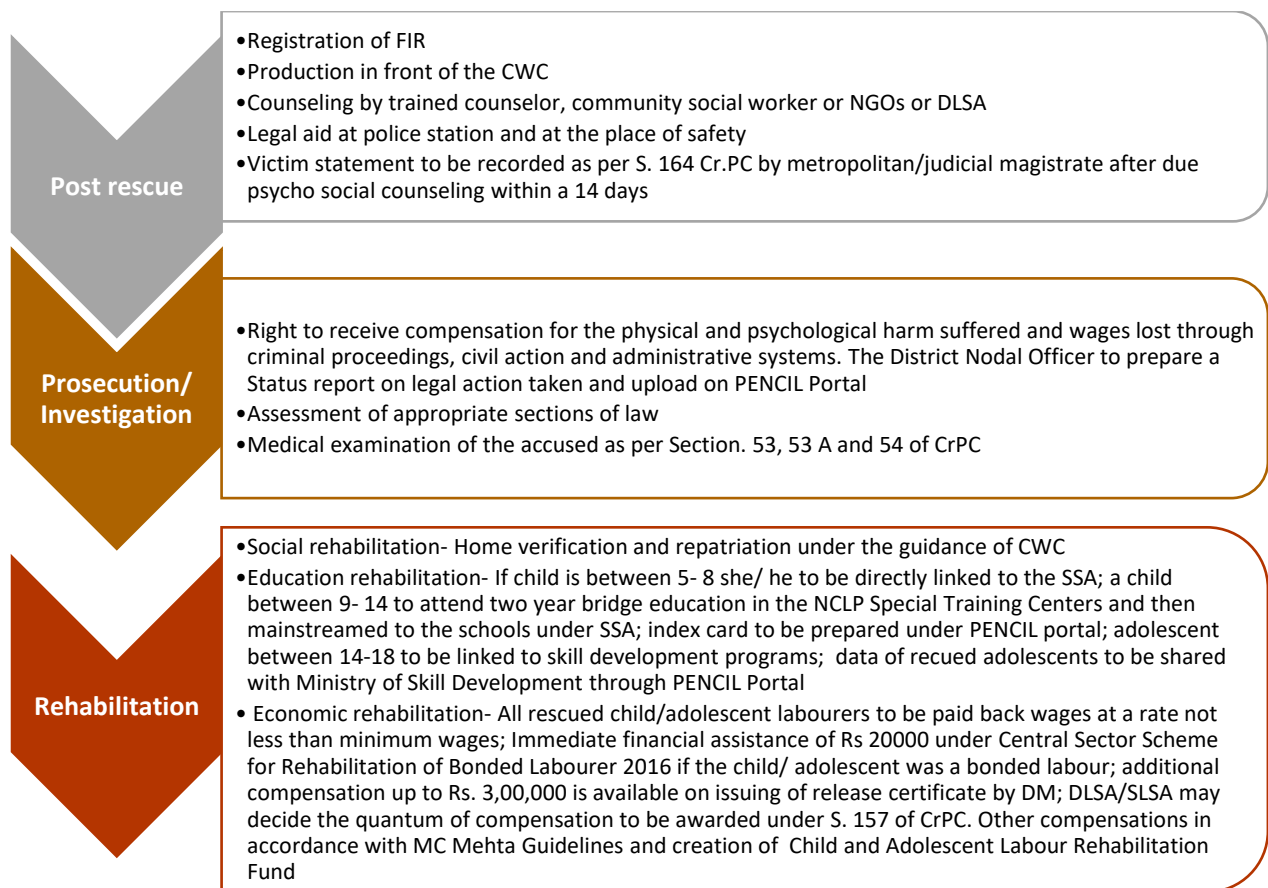 Post rescue
•Registration of FIR
•Production in front of the CWC
•Counseling by trained counselor, community social worker or NGOs or DLSA
•Legal aid at police station and at the place of safety
•Victim statement to be recorded as per S. 164 Cr.PC by metropolitan/judicial magistrate after due
psycho social counseling within a 14 days
Prosecution/
Investigation
•Right to receive compensation for the physical and psychological harm suffered and wages lost through
criminal proceedings, civil action and administrative systems. The District Nodal Officer to prepare a
Status report on legal action taken and upload on PENCIL Portal
•Assessment of appropriate sections of law
•Medical examination of the accused as per Section. 53, 53 A and 54 of CrPC
Rehabilitation
•Social rehabilitation- Home verification and repatriation under the guidance of CWC
•Education rehabilitation- If child is between 5- 8 she/ he to be directly linked to the SSA; a child
between 9- 14 to attend two year bridge education in the NCLP Special Training Centers and then
mainstreamed to the schools under SSA; index card to be prepared under PENCIL portal; adolescent
between 14-18 to be linked to skill development programs;  data of recued adolescents to be shared
with Ministry of Skill Development through PENCIL Portal
• Economic rehabilitation- All rescued child/adolescent labourers to be paid back wages at a rate not
less than minimum wages; Immediate financial assistance of Rs 20000 under Central Sector Scheme
for Rehabilitation of Bonded Labourer 2016 if the child/ adolescent was a bonded labour; additional
compensation up to Rs. 3,00,000 is available on issuing of release certificate by DM; DLSA/SLSA may
decide the quantum of compensation to be awarded under S. 157 of CrPC. Other compensations in
accordance with MC Mehta Guidelines and creation of  Child and Adolescent Labour Rehabilitation
Fund